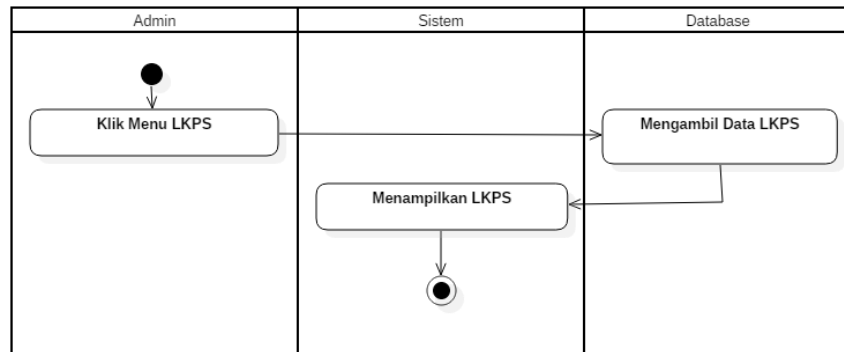 Admin
Sistem
Database
Klik Menu LKPS
Mengambil Data LKPS
Menampilkan LKPS